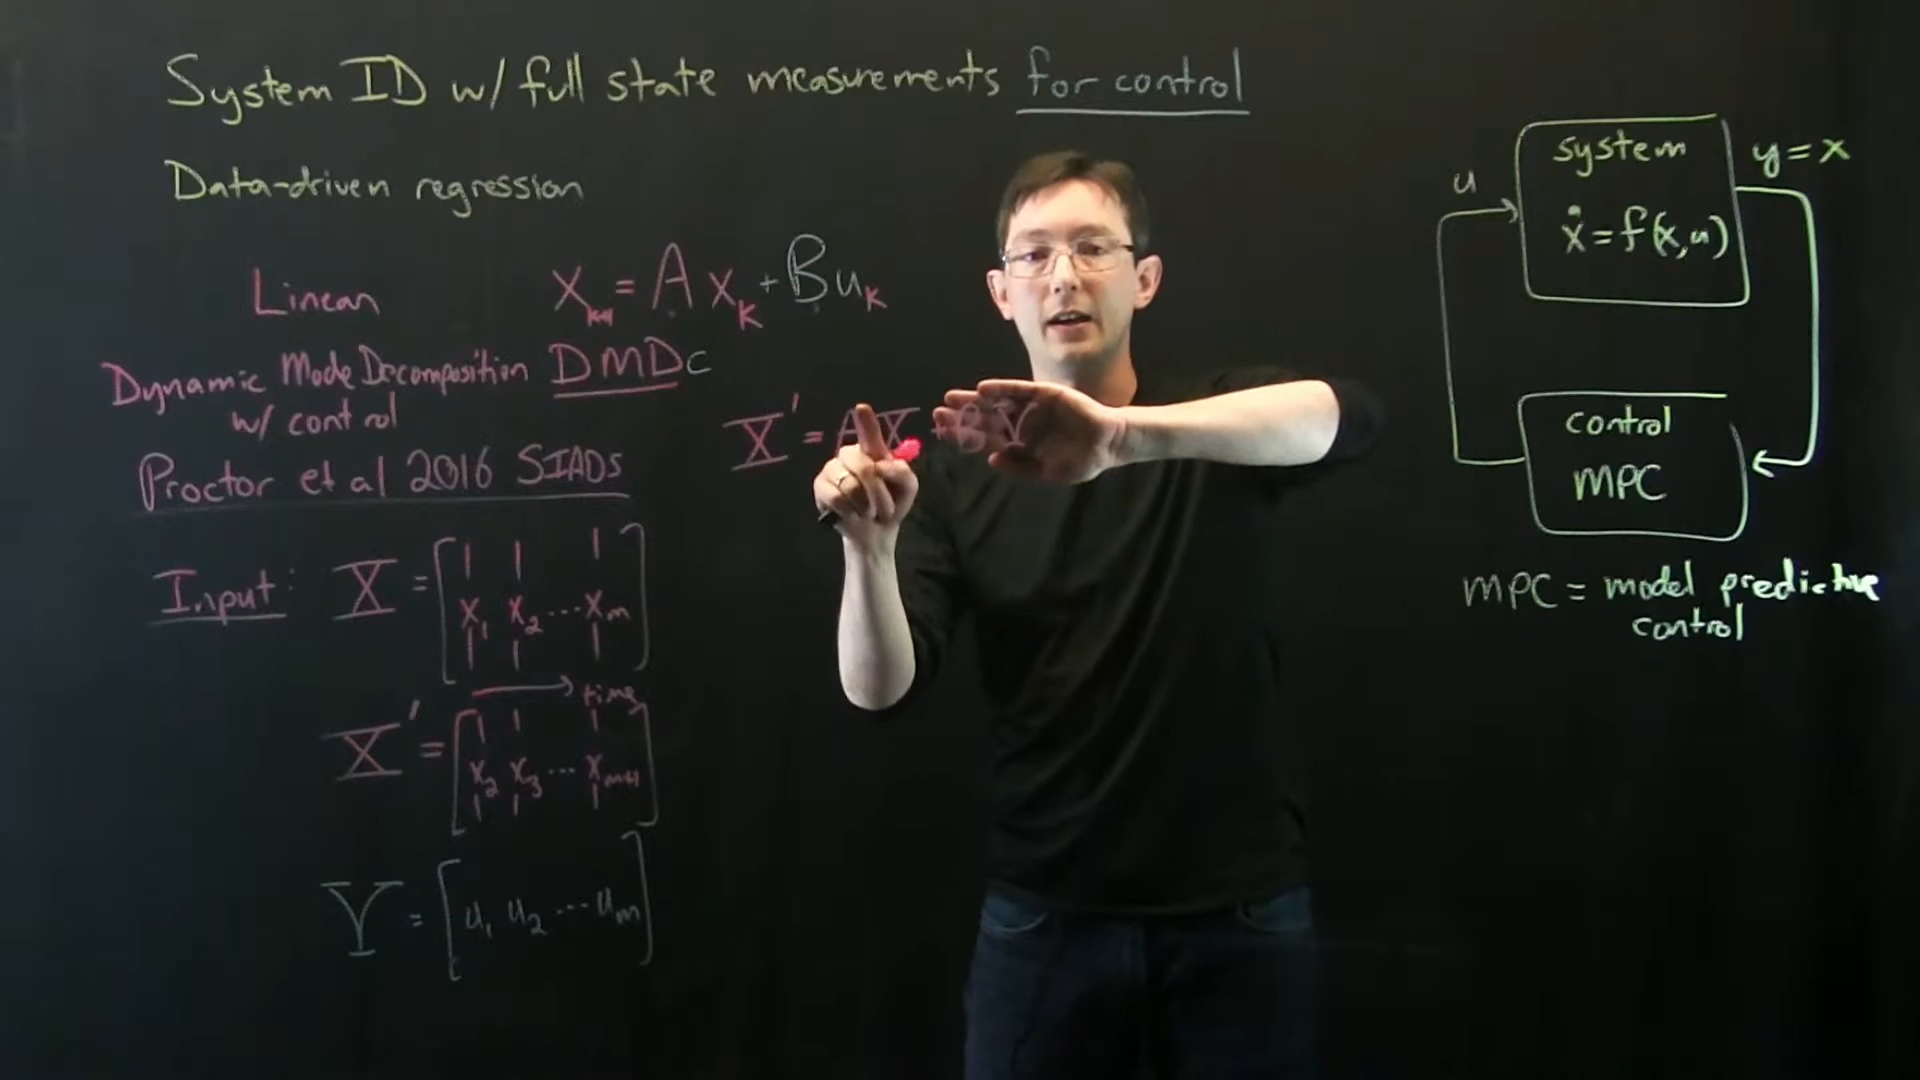 System ID w/ full state measurements for control
Data-driven regression
Linear
X_{k+1} = A X_k + B u_k
Dynamic Mode Decomposition DMDc
w/ control
Proctor et al 2016 SIADS
X' = A X + B Υ
Input: X = [x_1 x_2 ... x_m]
time
X' = [x_2 x_3 ... x_{m+1}]
Υ = [u_1 u_2 ... u_m]
u
system
ẋ = f(x,u)
y = x
control
MPC
MPC = model predictive
control